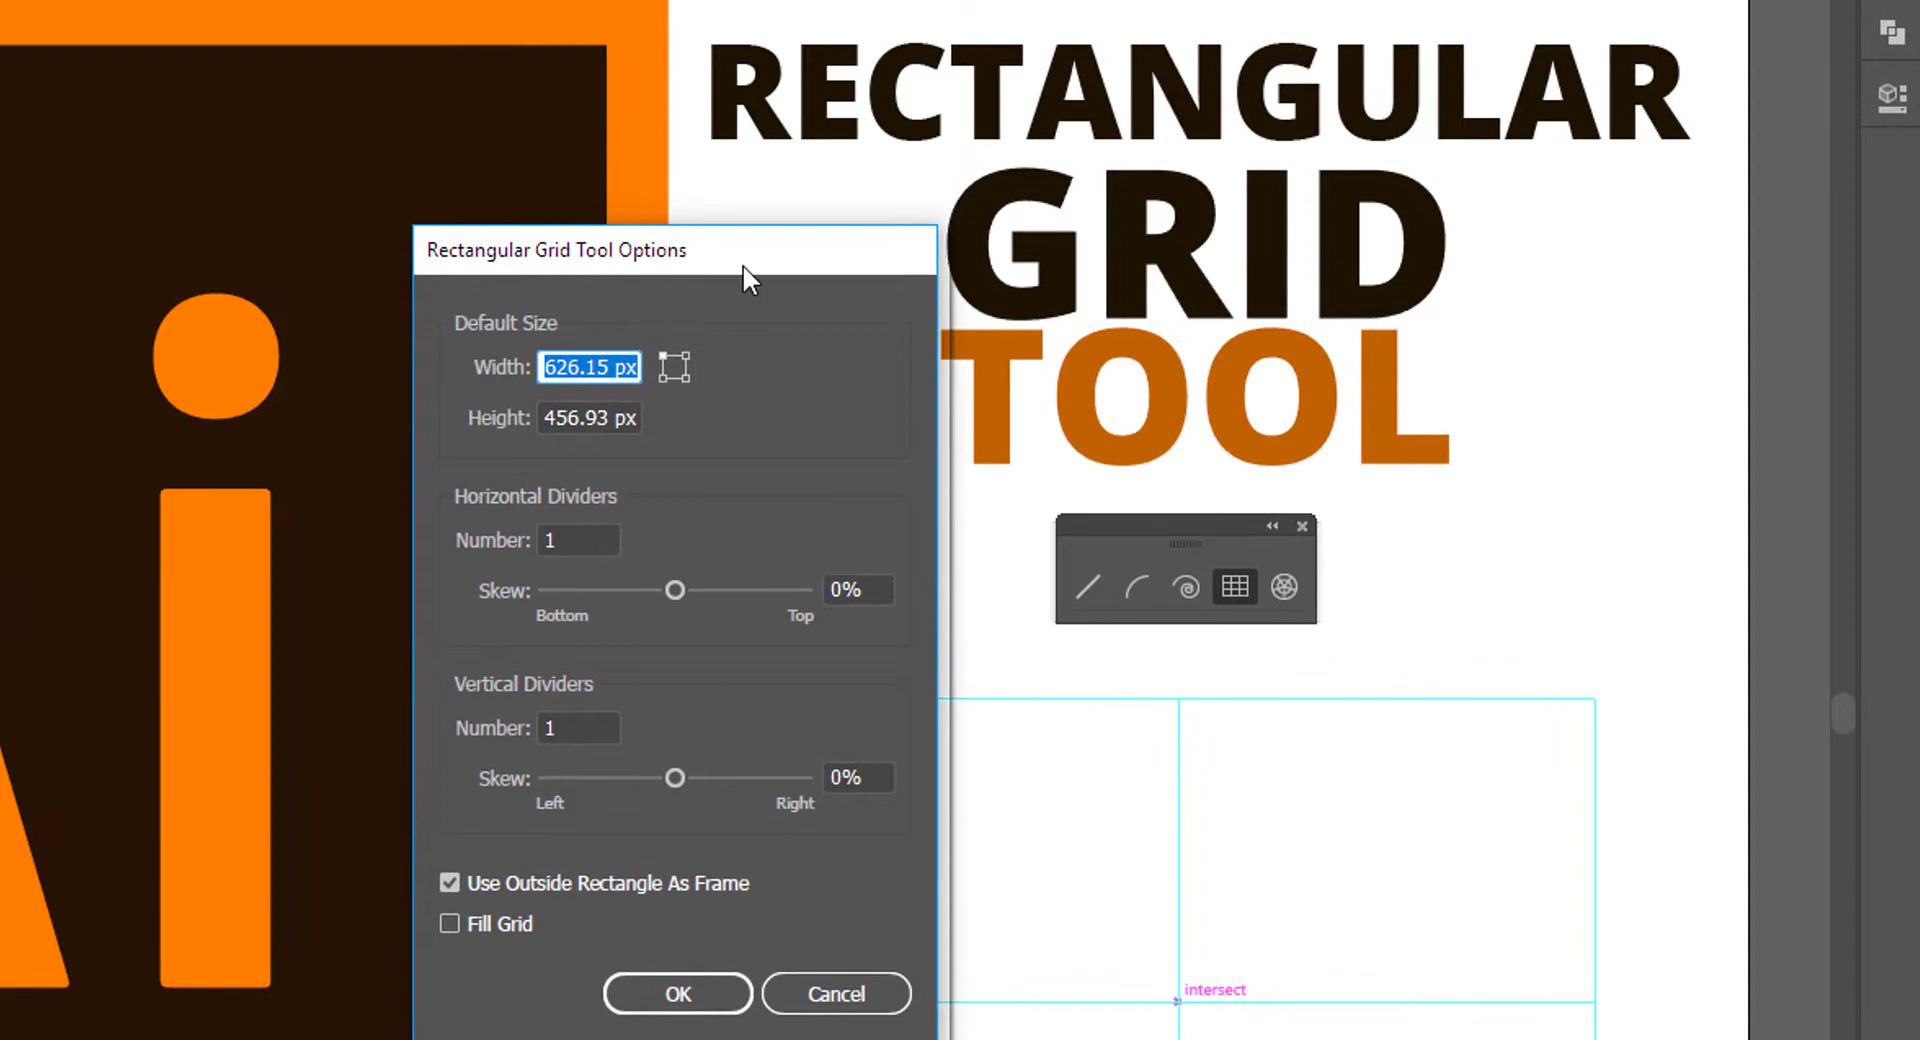 RECTANGULAR
GRID
TOOL
Rectangular Grid Tool Options
Default Size
Width: 626.15 px
Height: 456.93 px
Horizontal Dividers
Number: 1
Skew: 0%
Bottom Top
Vertical Dividers
Number: 1
Skew: 0%
Left Right
Use Outside Rectangle As Frame
Fill Grid
OK Cancel
intersect